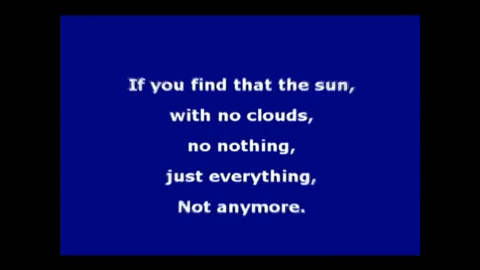 If you find that the sun,
with no clouds,
no nothing,
just everything,
Not anymore.